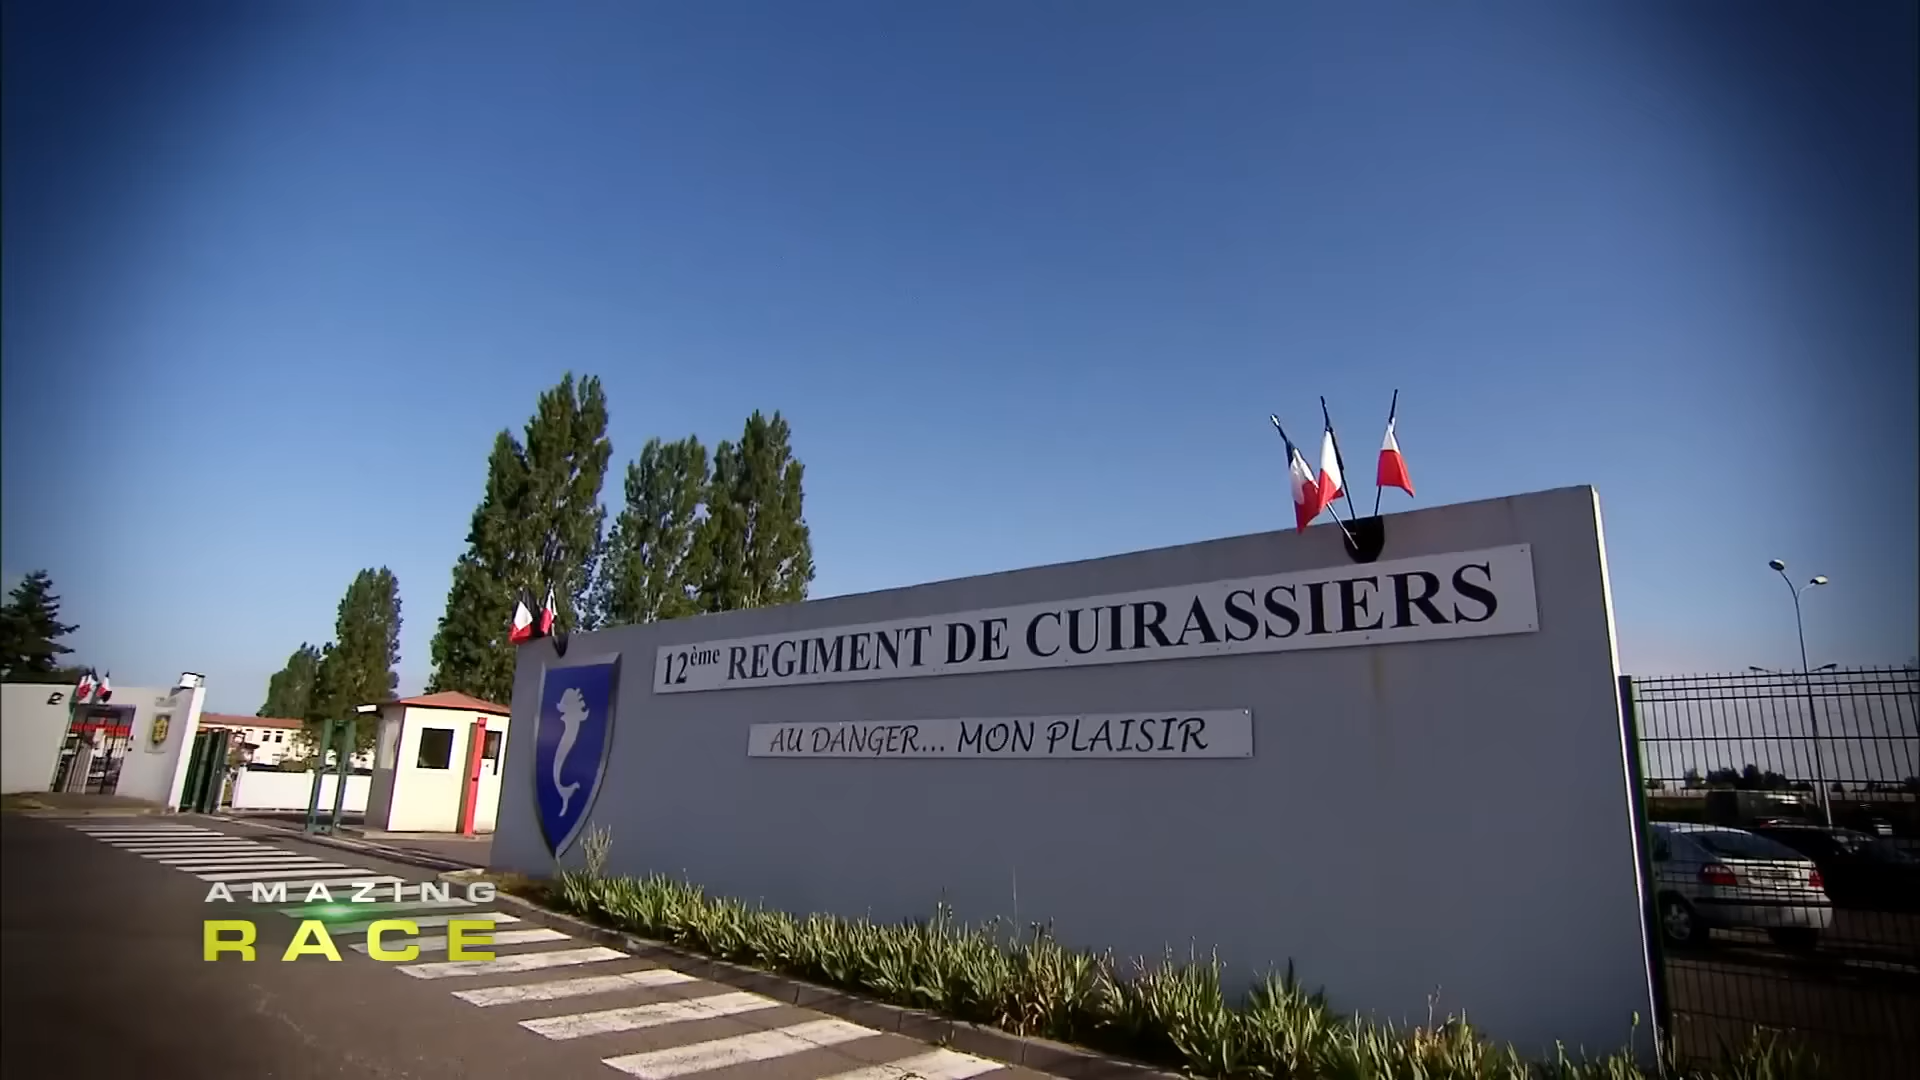 12ème REGIMENT DE CUIRASSIERS
AU DANGER... MON PLAISIR
AMAZING
RACE